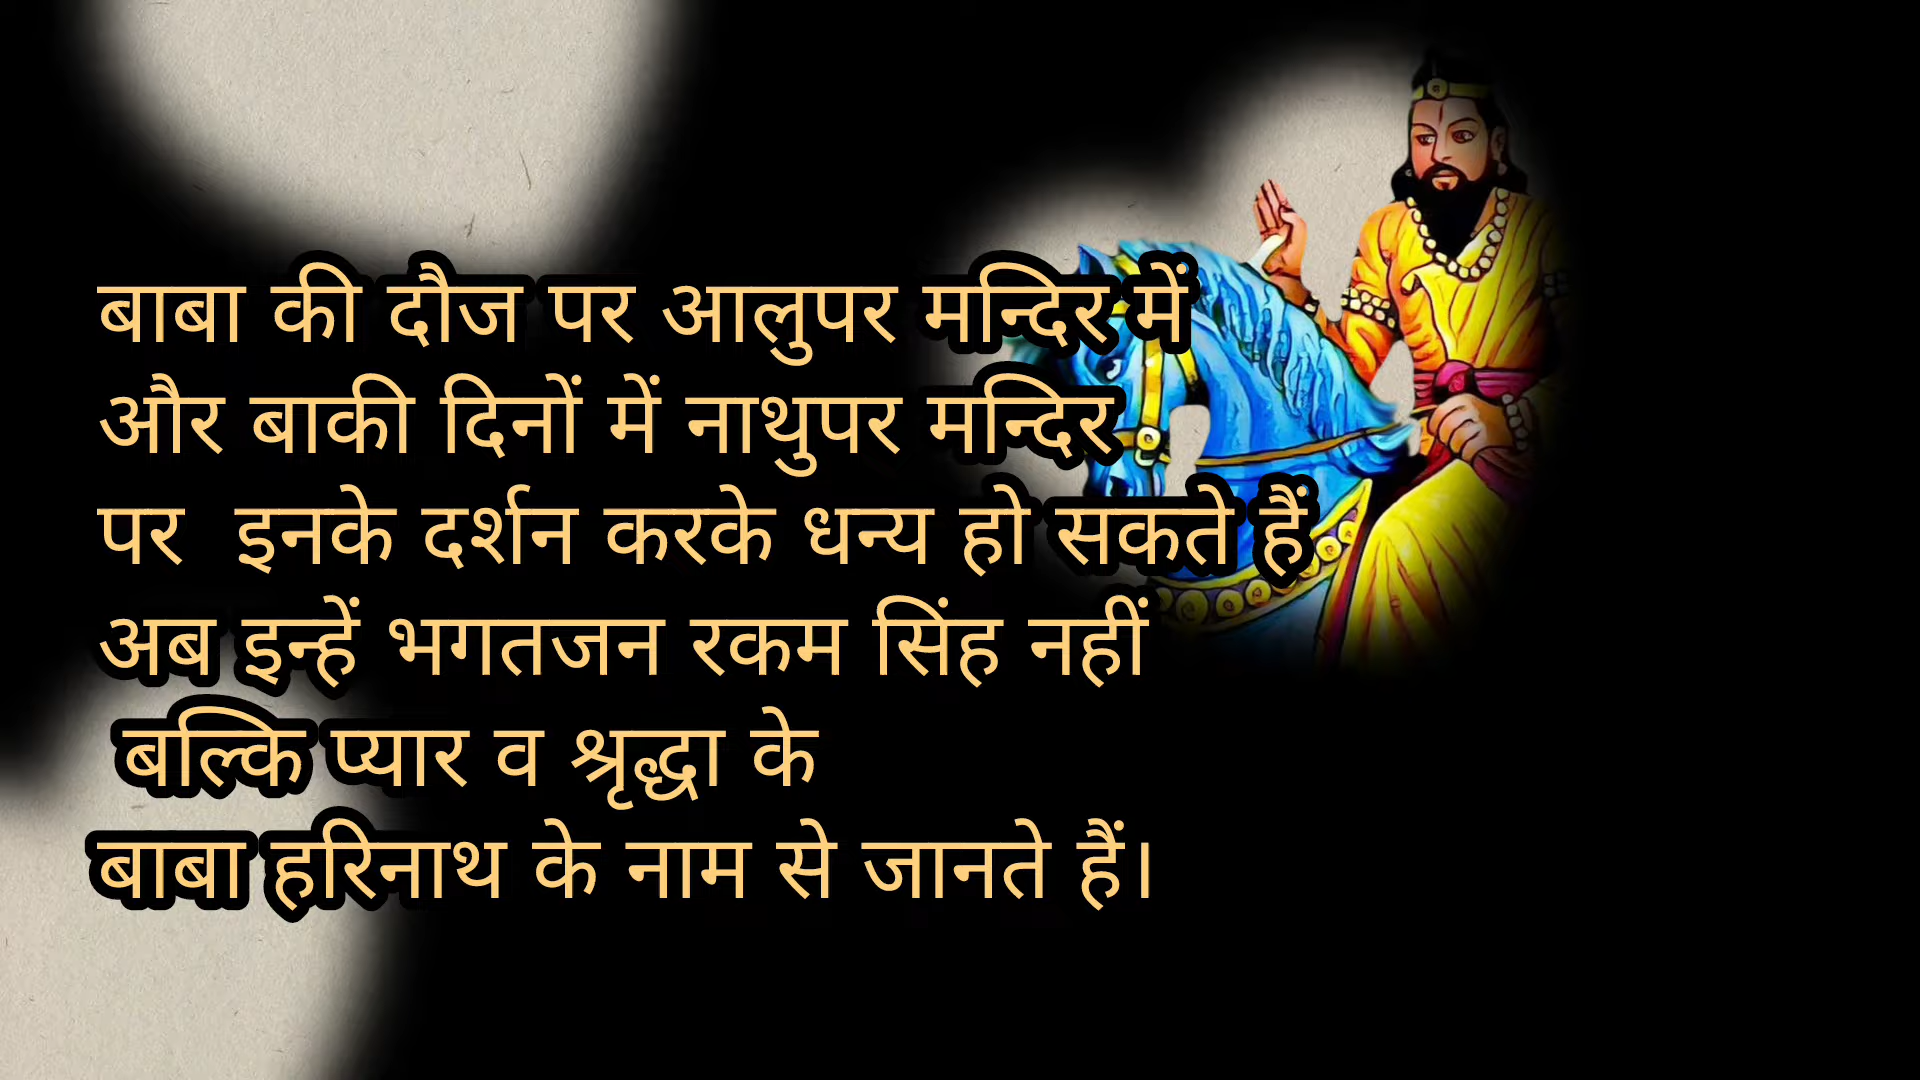 बाबा की दौज पर आलुपर मन्दिर में
और बाकी दिनों में नाथुपर मन्दिर
पर इनके दर्शन करके धन्य हो सकते हैं
अब इन्हें भगतजन रकम सिंह नहीं
बल्कि प्यार व श्रृद्धा के
बाबा हरिनाथ के नाम से जानते हैं।